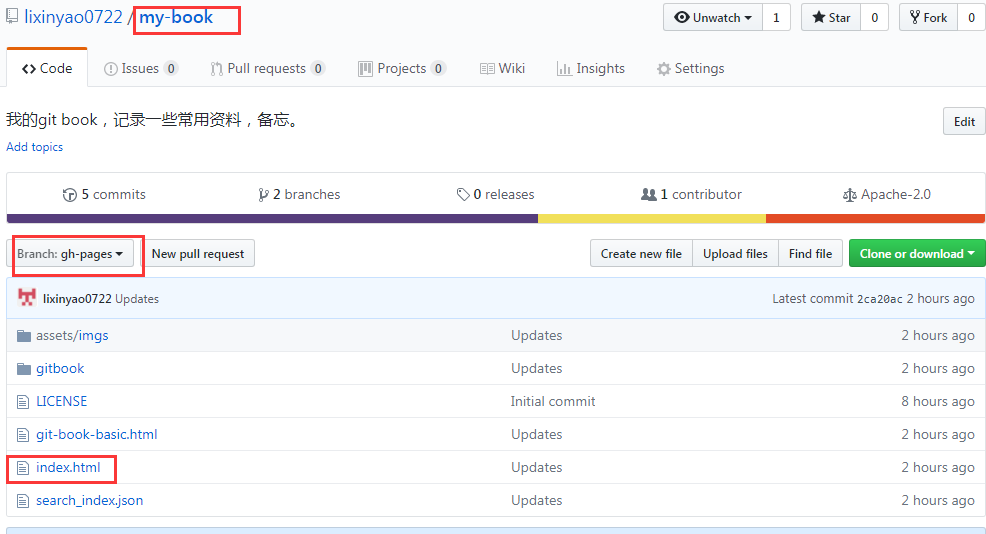 lixinyao0722 / my-book Unwatch 1 Star 0 Fork 0
Code Issues 0 Pull requests 0 Projects 0 Wiki Insights Settings
我的git book，记录一些常用资料，备忘。 Edit
Add topics
5 commits 2 branches 0 releases 1 contributor Apache-2.0
Branch: gh-pages New pull request Create new file Upload files Find file Clone or download
lixinyao0722 Updates Latest commit 2ca20ac 2 hours ago
assets/imgs Updates 2 hours ago
gitbook Updates 2 hours ago
LICENSE Initial commit 8 hours ago
git-book-basic.html Updates 2 hours ago
index.html Updates 2 hours ago
search_index.json Updates 2 hours ago